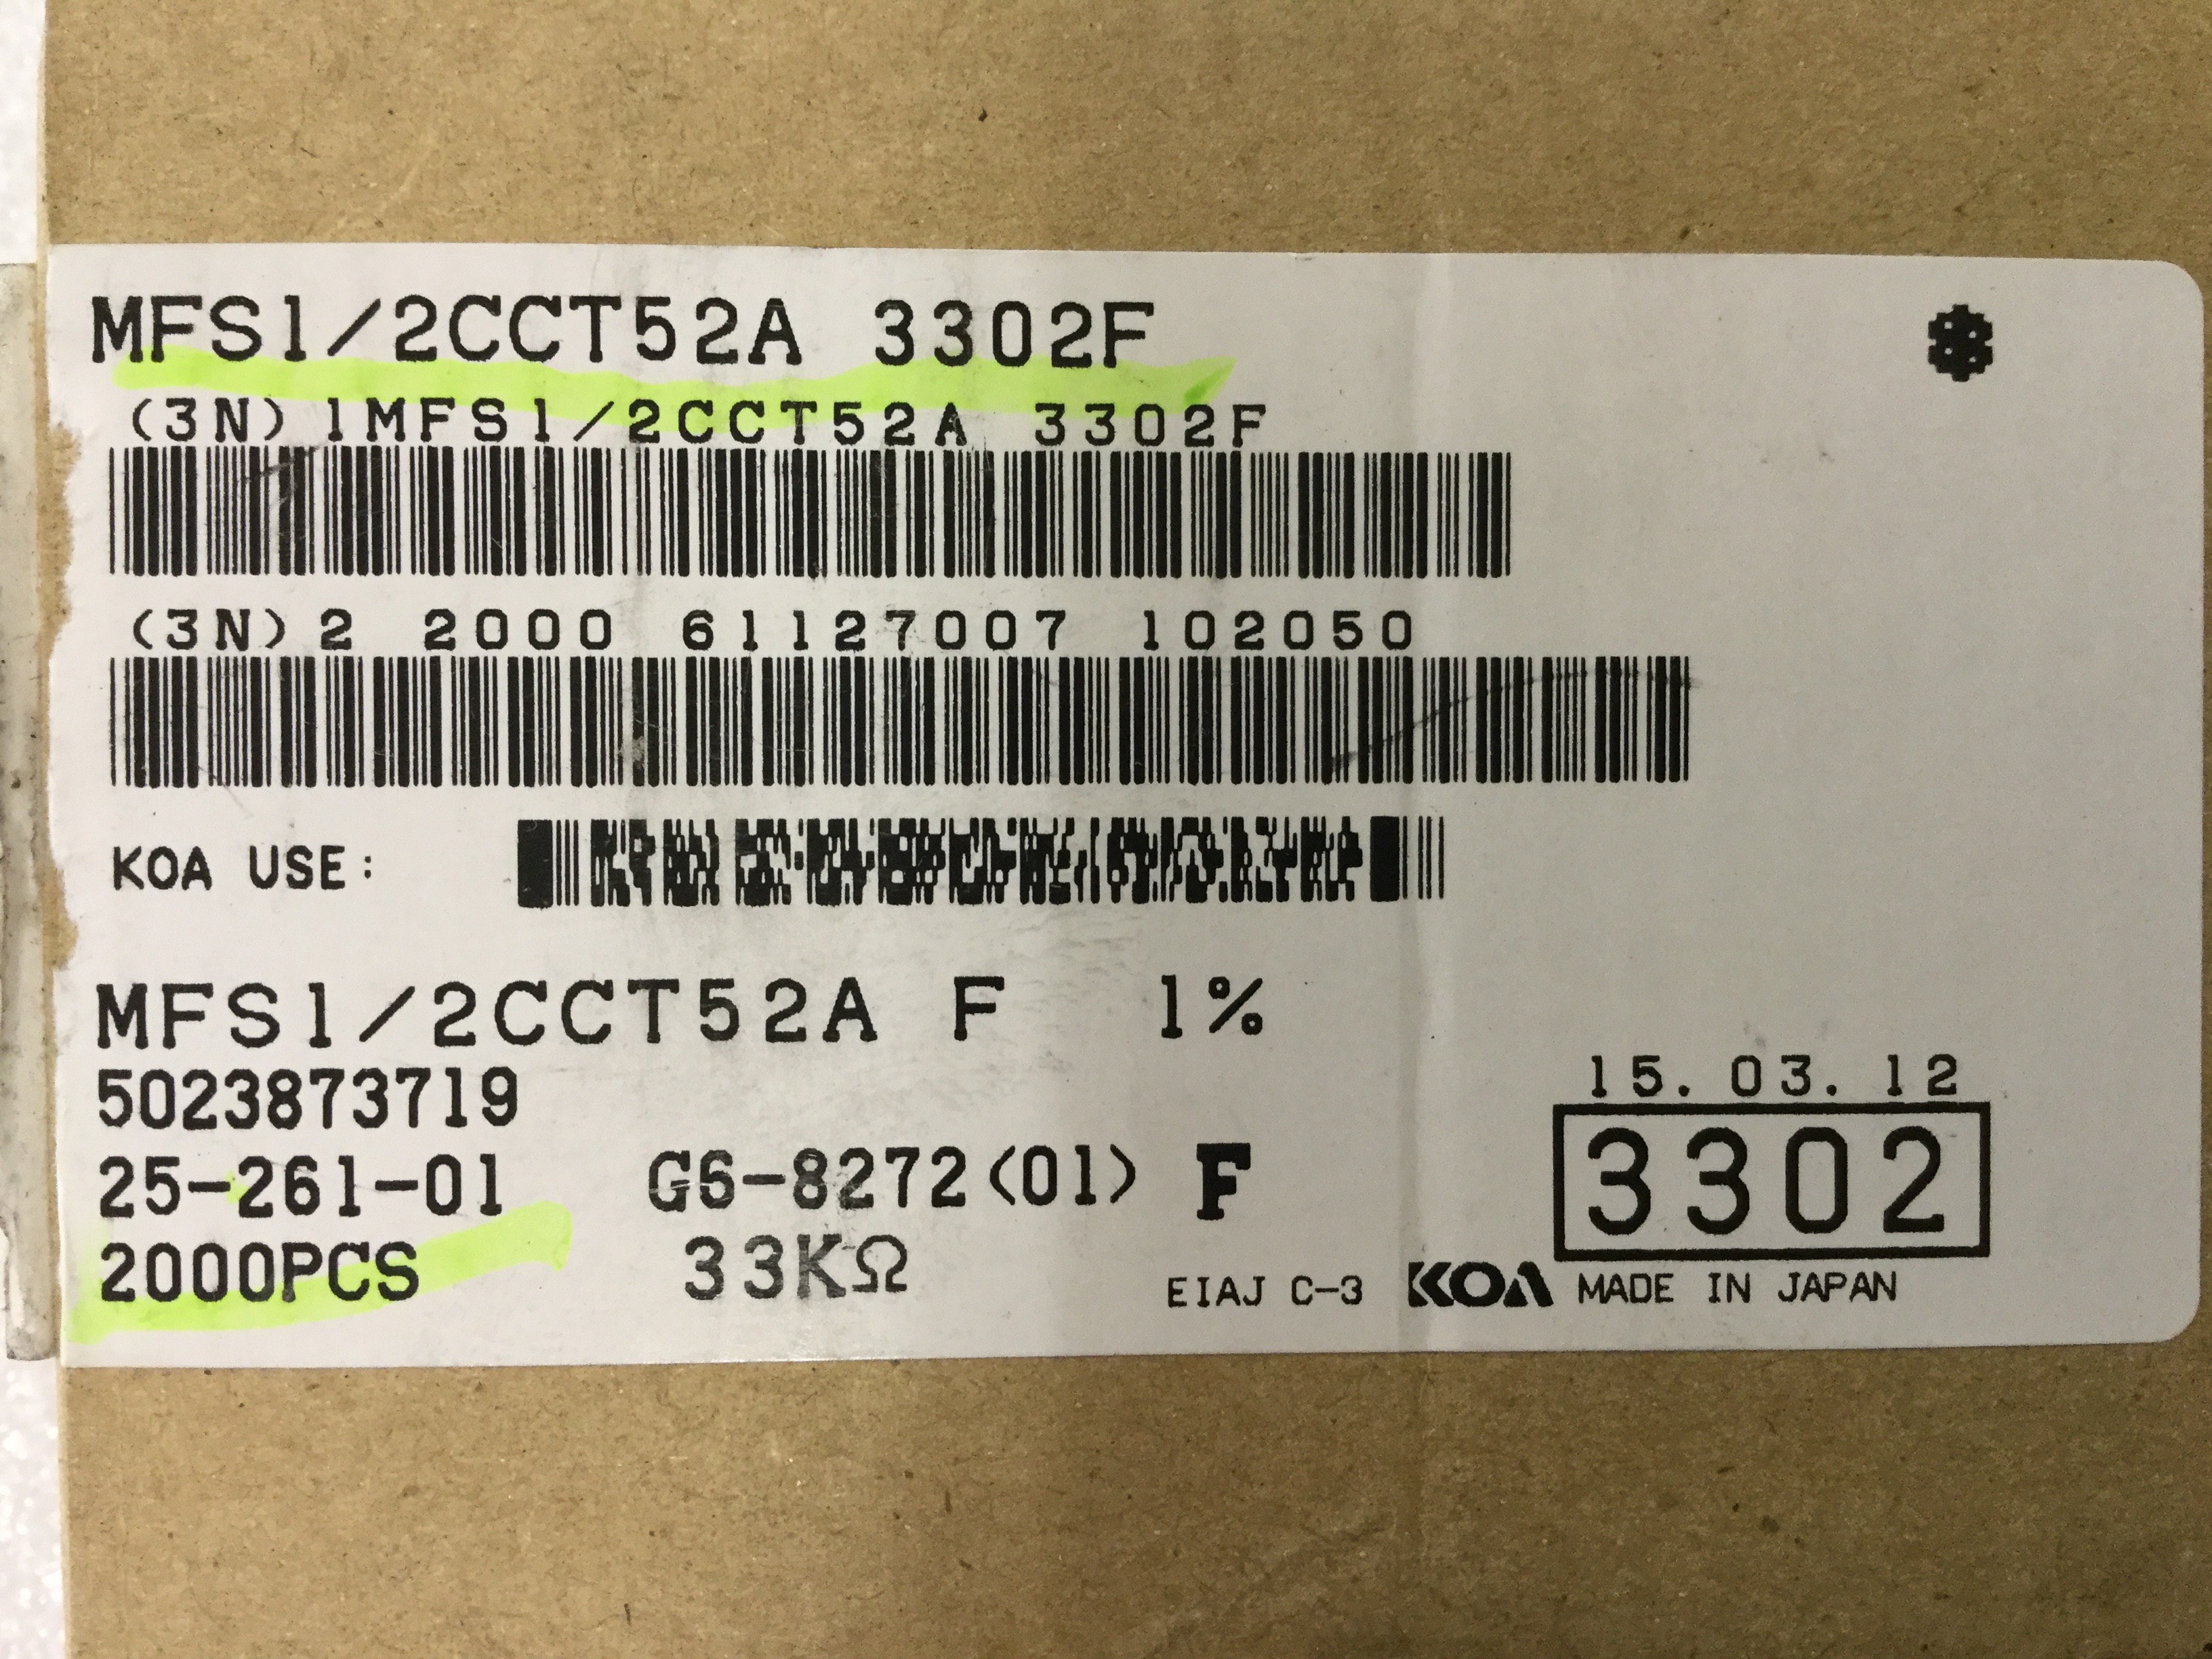 MFS1/2CCT52A 3302F
(3N)1MFS1/2CCT52A 3302F
(3N)2 2000 61127007 102050
KOA USE:
MFS1/2CCT52A F 1%
5023873719
15. 03. 12
25-261-01 G6-8272(01) F
3302
2000PCS 33KΩ
EIAJ C-3 KOA MADE IN JAPAN